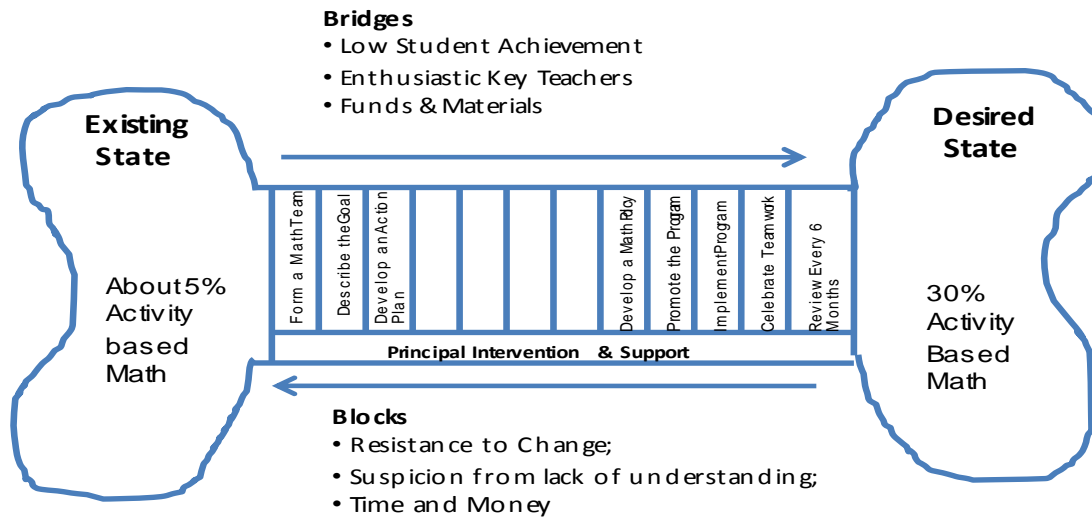 Bridges
• Low Student Achievement
• Enthusiastic Key Teachers
• Funds & Materials
Existing
State
Desired
State
About 5%
Activity
based
Math
Form a Math Team
Describe the Goal
Develop an Action
Plan
Develop a Math Policy
Promote the Program
Implement Program
Celebrate Teamwork
Review Every 6
Months
30%
Activity
Based
Math
Principal Intervention & Support
Blocks
• Resistance to Change;
• Suspicion from lack of understanding;
• Time and Money